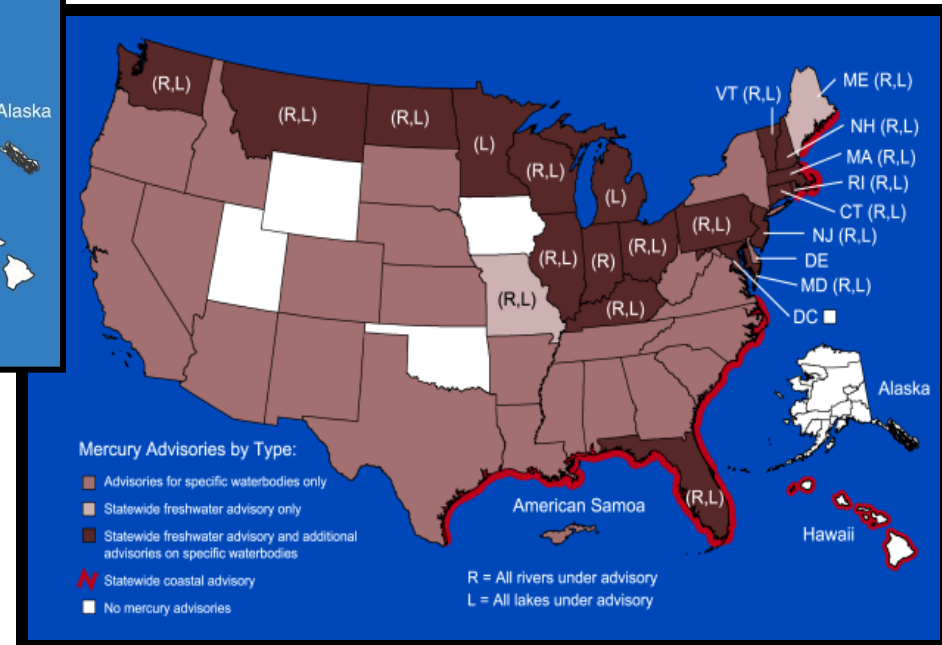 Alaska
(R,L)
(R,L)
(R,L)
(L)
(R,L)
(L)
(R,L)
(R)
(R,L)
(R,L)
(R,L)
(R,L)
(R,L)
VT (R,L)
ME (R,L)
NH (R,L)
MA (R,L)
RI (R,L)
CT (R,L)
NJ (R,L)
DE
MD (R,L)
DC
Alaska
Hawaii
American Samoa
Mercury Advisories by Type:
Advisories for specific waterbodies only
Statewide freshwater advisory only
Statewide freshwater advisory and additional
advisories on specific waterbodies
Statewide coastal advisory
No mercury advisories
R = All rivers under advisory
L = All lakes under advisory